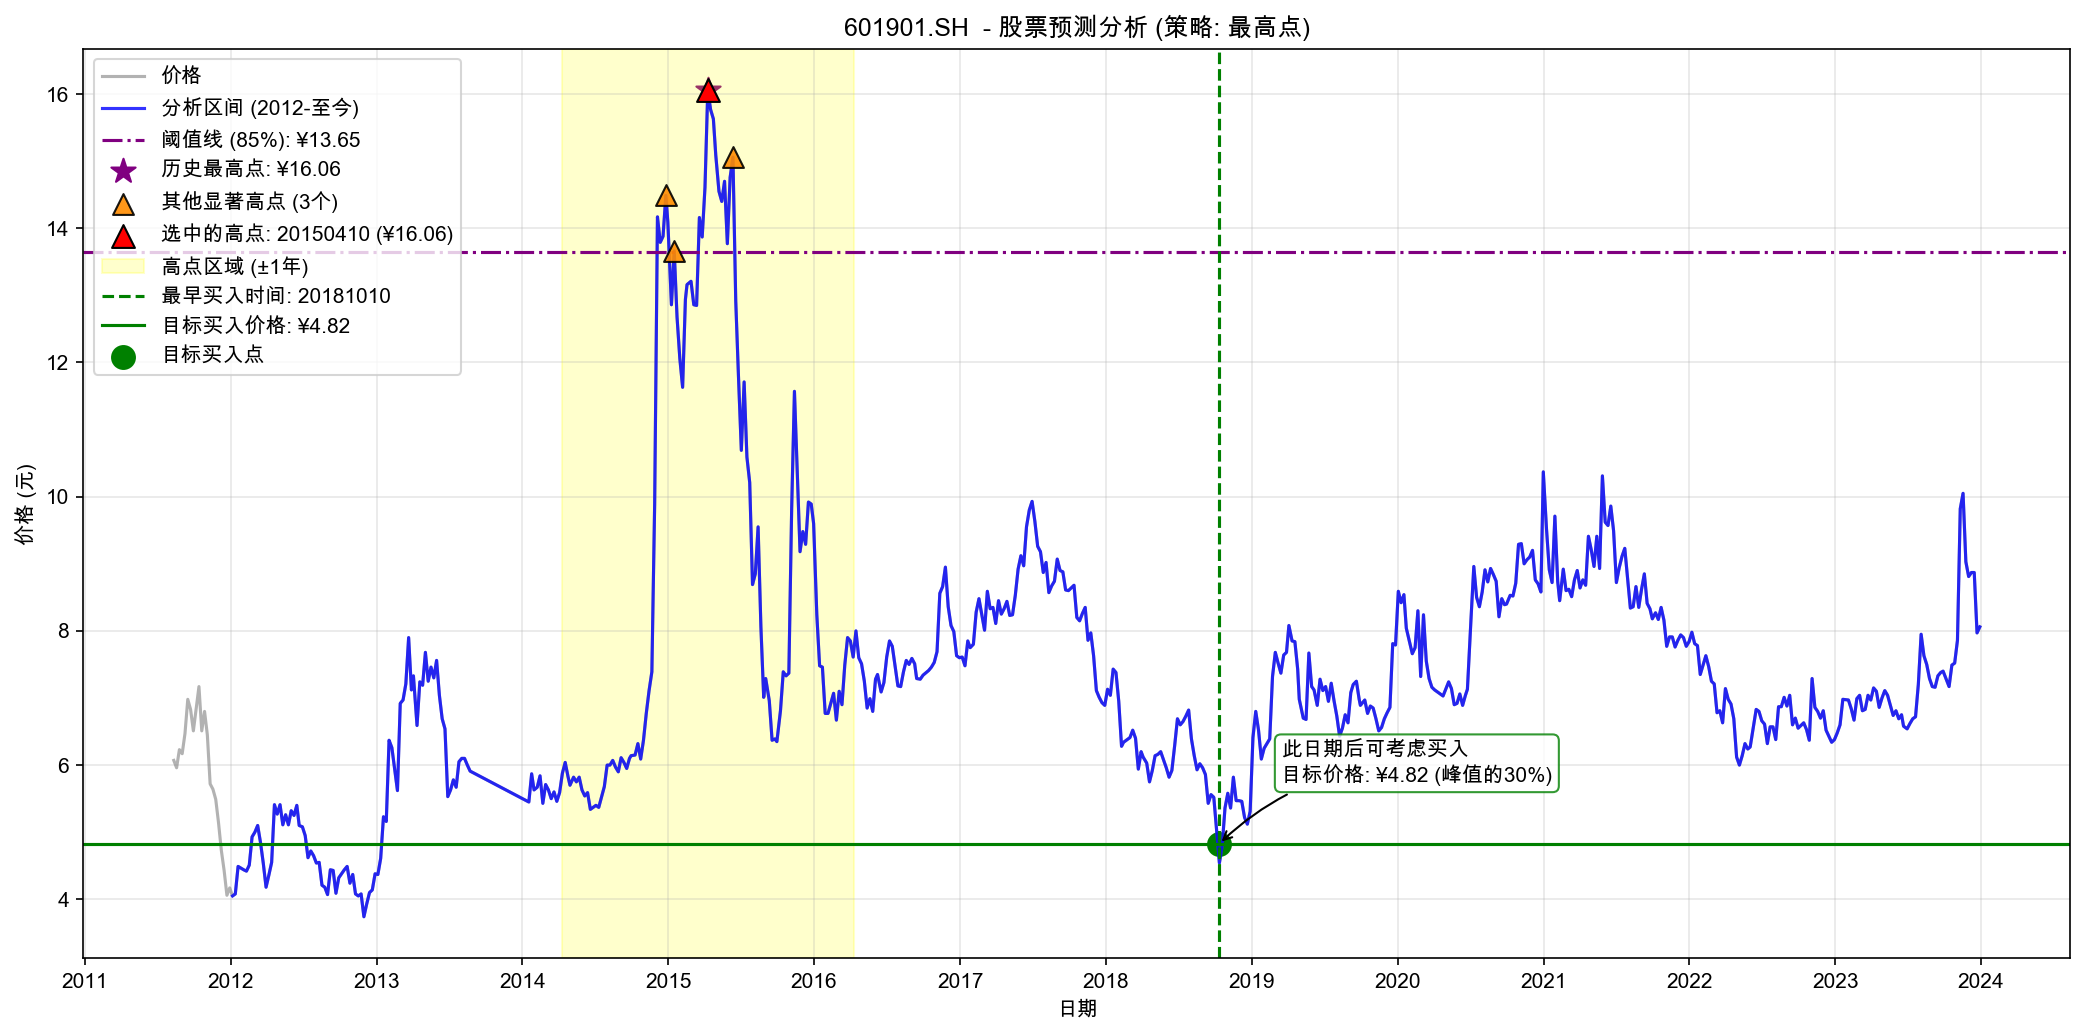 601901.SH - 股票预测分析 (策略: 最高点)
价格
分析区间 (2012-至今)
阈值线 (85%): ¥13.65
历史最高点: ¥16.06
其他显著高点 (3个)
选中的高点: 20150410 (¥16.06)
高点区域 (±1年)
最早买入时间: 20181010
目标买入价格: ¥4.82
目标买入点
价格 (元)
16
14
12
10
8
6
4
此日期后可考虑买入
目标价格: ¥4.82 (峰值的30%)
2011 2012 2013 2014 2015 2016 2017 2018 2019 2020 2021 2022 2023 2024
日期